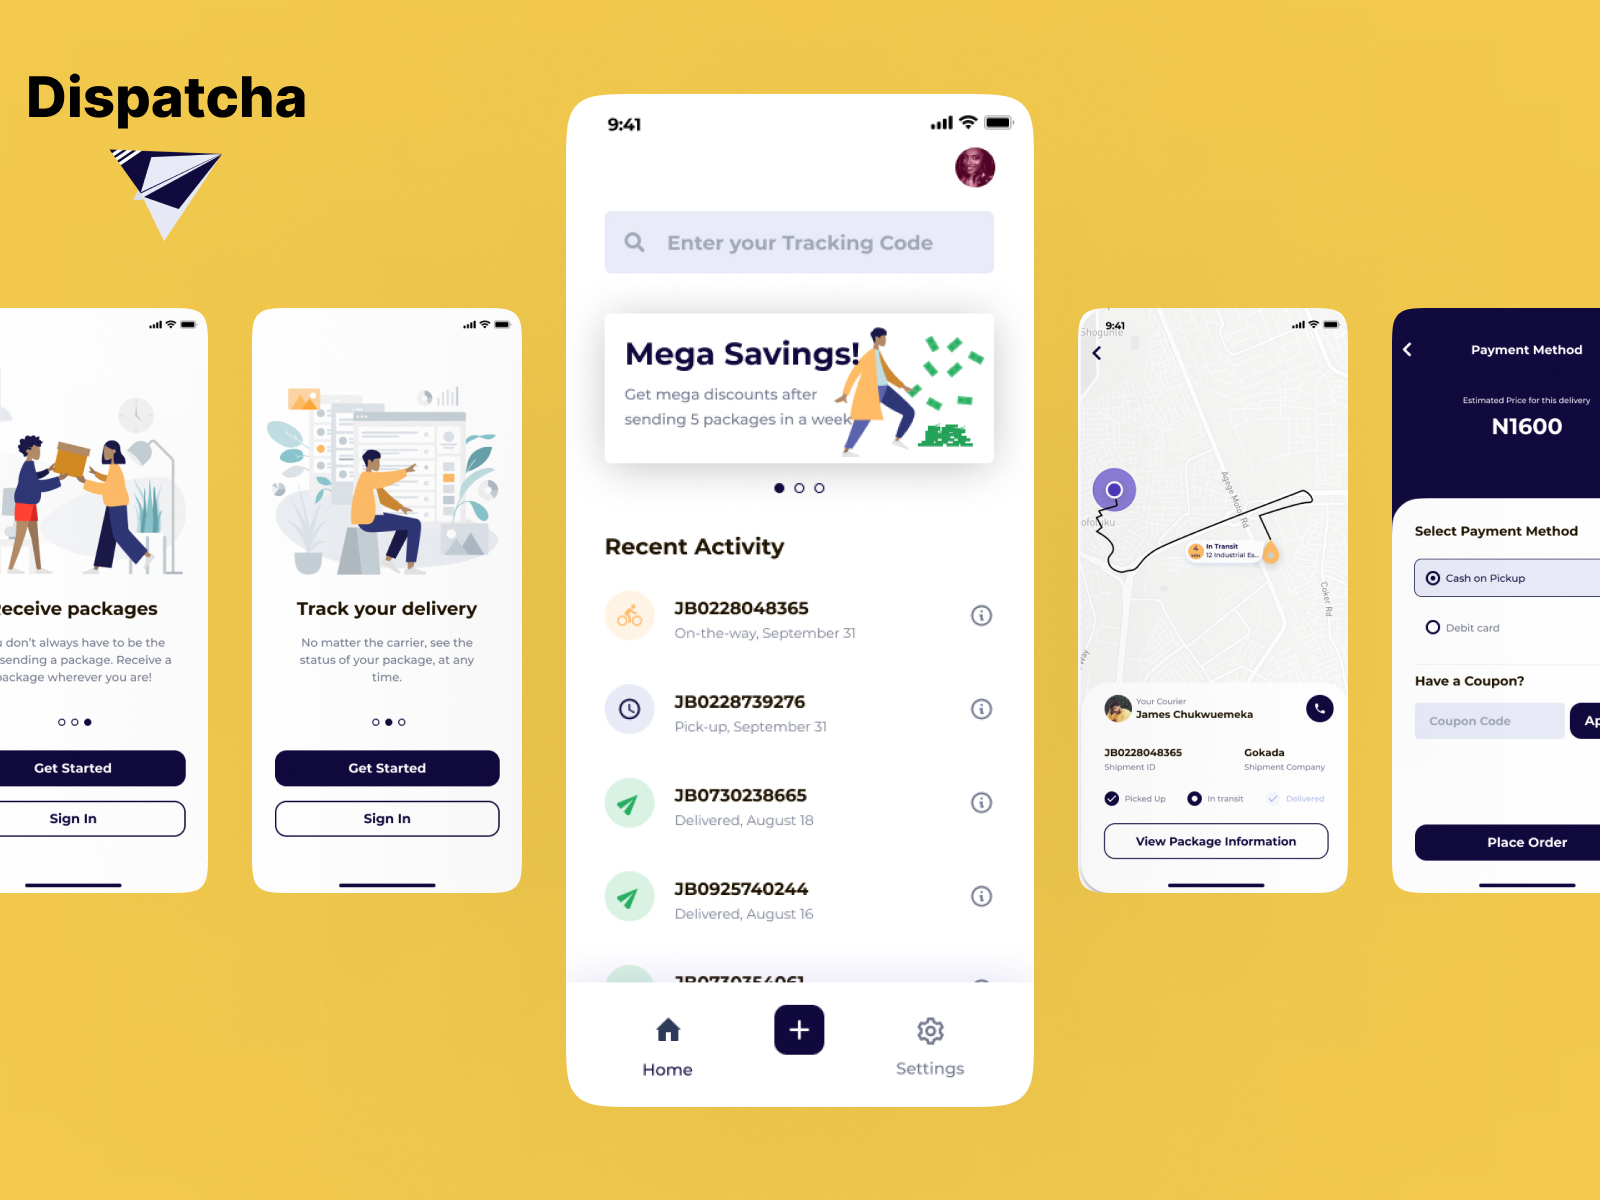 Dispatcha
Receive packages
don't always have to be the
sending a package. Receive a
package wherever you are!
Get Started
Sign In
Track your delivery
No matter the carrier, see the
status of your package, at any
time.
Get Started
Sign In
9:41
Enter your Tracking Code
Mega Savings!
Get mega discounts after
sending 5 packages in a week
Recent Activity
JB0228048365
On-the-way, September 31
JB0228739276
Pick-up, September 31
JB0730238665
Delivered, August 18
JB0925740244
Delivered, August 16
JB0730354061
Home
Settings
9:41
Shogunle
Agege Motor Rd
Coker Rd
Way
4
In Transit
12 Industrial Es...
Your Courier
James Chukwuemeka
JB0228048365
Shipment ID
Gokada
Shipment Company
Picked Up
In transit
Delivered
View Package Information
Payment Method
Estimated Price for this delivery
N1600
Select Payment Method
Cash on Pickup
Debit card
Have a Coupon?
Coupon Code
Ap
Place Order